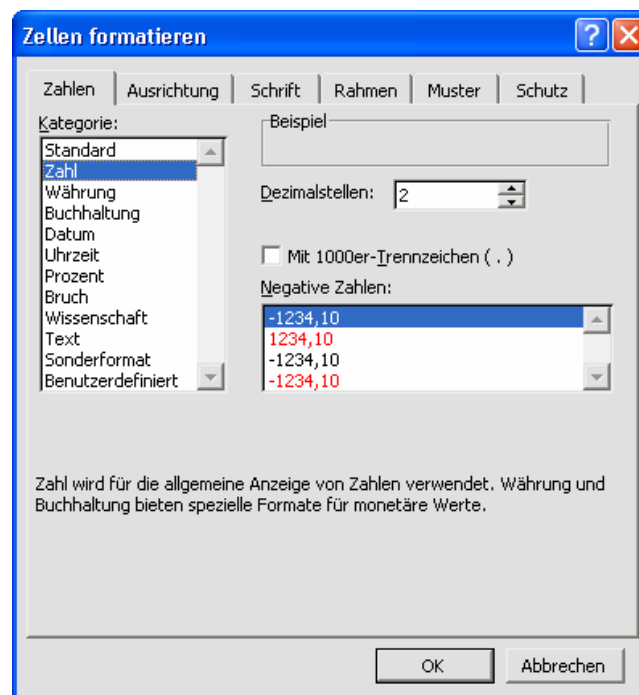 Zellen formatieren
Zahlen Ausrichtung Schrift Rahmen Muster Schutz
Kategorie:
Standard
Zahl
Währung
Buchhaltung
Datum
Uhrzeit
Prozent
Bruch
Wissenschaft
Text
Sonderformat
Benutzerdefiniert
Beispiel
Dezimalstellen: 2
Mit 1000er-Trennzeichen ( . )
Negative Zahlen:
-1234,10
1234,10
-1234,10
-1234,10
Zahl wird für die allgemeine Anzeige von Zahlen verwendet. Währung und
Buchhaltung bieten spezielle Formate für monetäre Werte.
OK Abbrechen